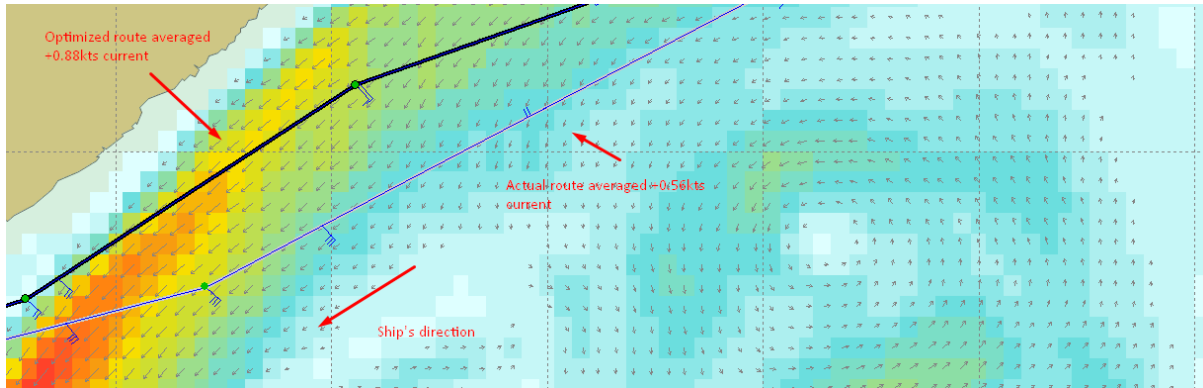 Optimized route averaged
+0.88kts current
Actual route averaged +0.56kts
current
Ship's direction